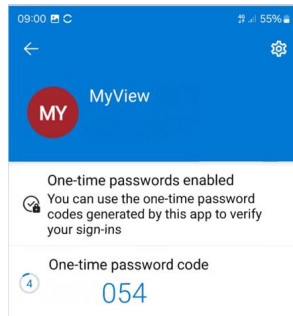 09:00 55%
MyView
MY
One-time passwords enabled
You can use the one-time password
codes generated by this app to verify
your sign-ins
One-time password code
4
054